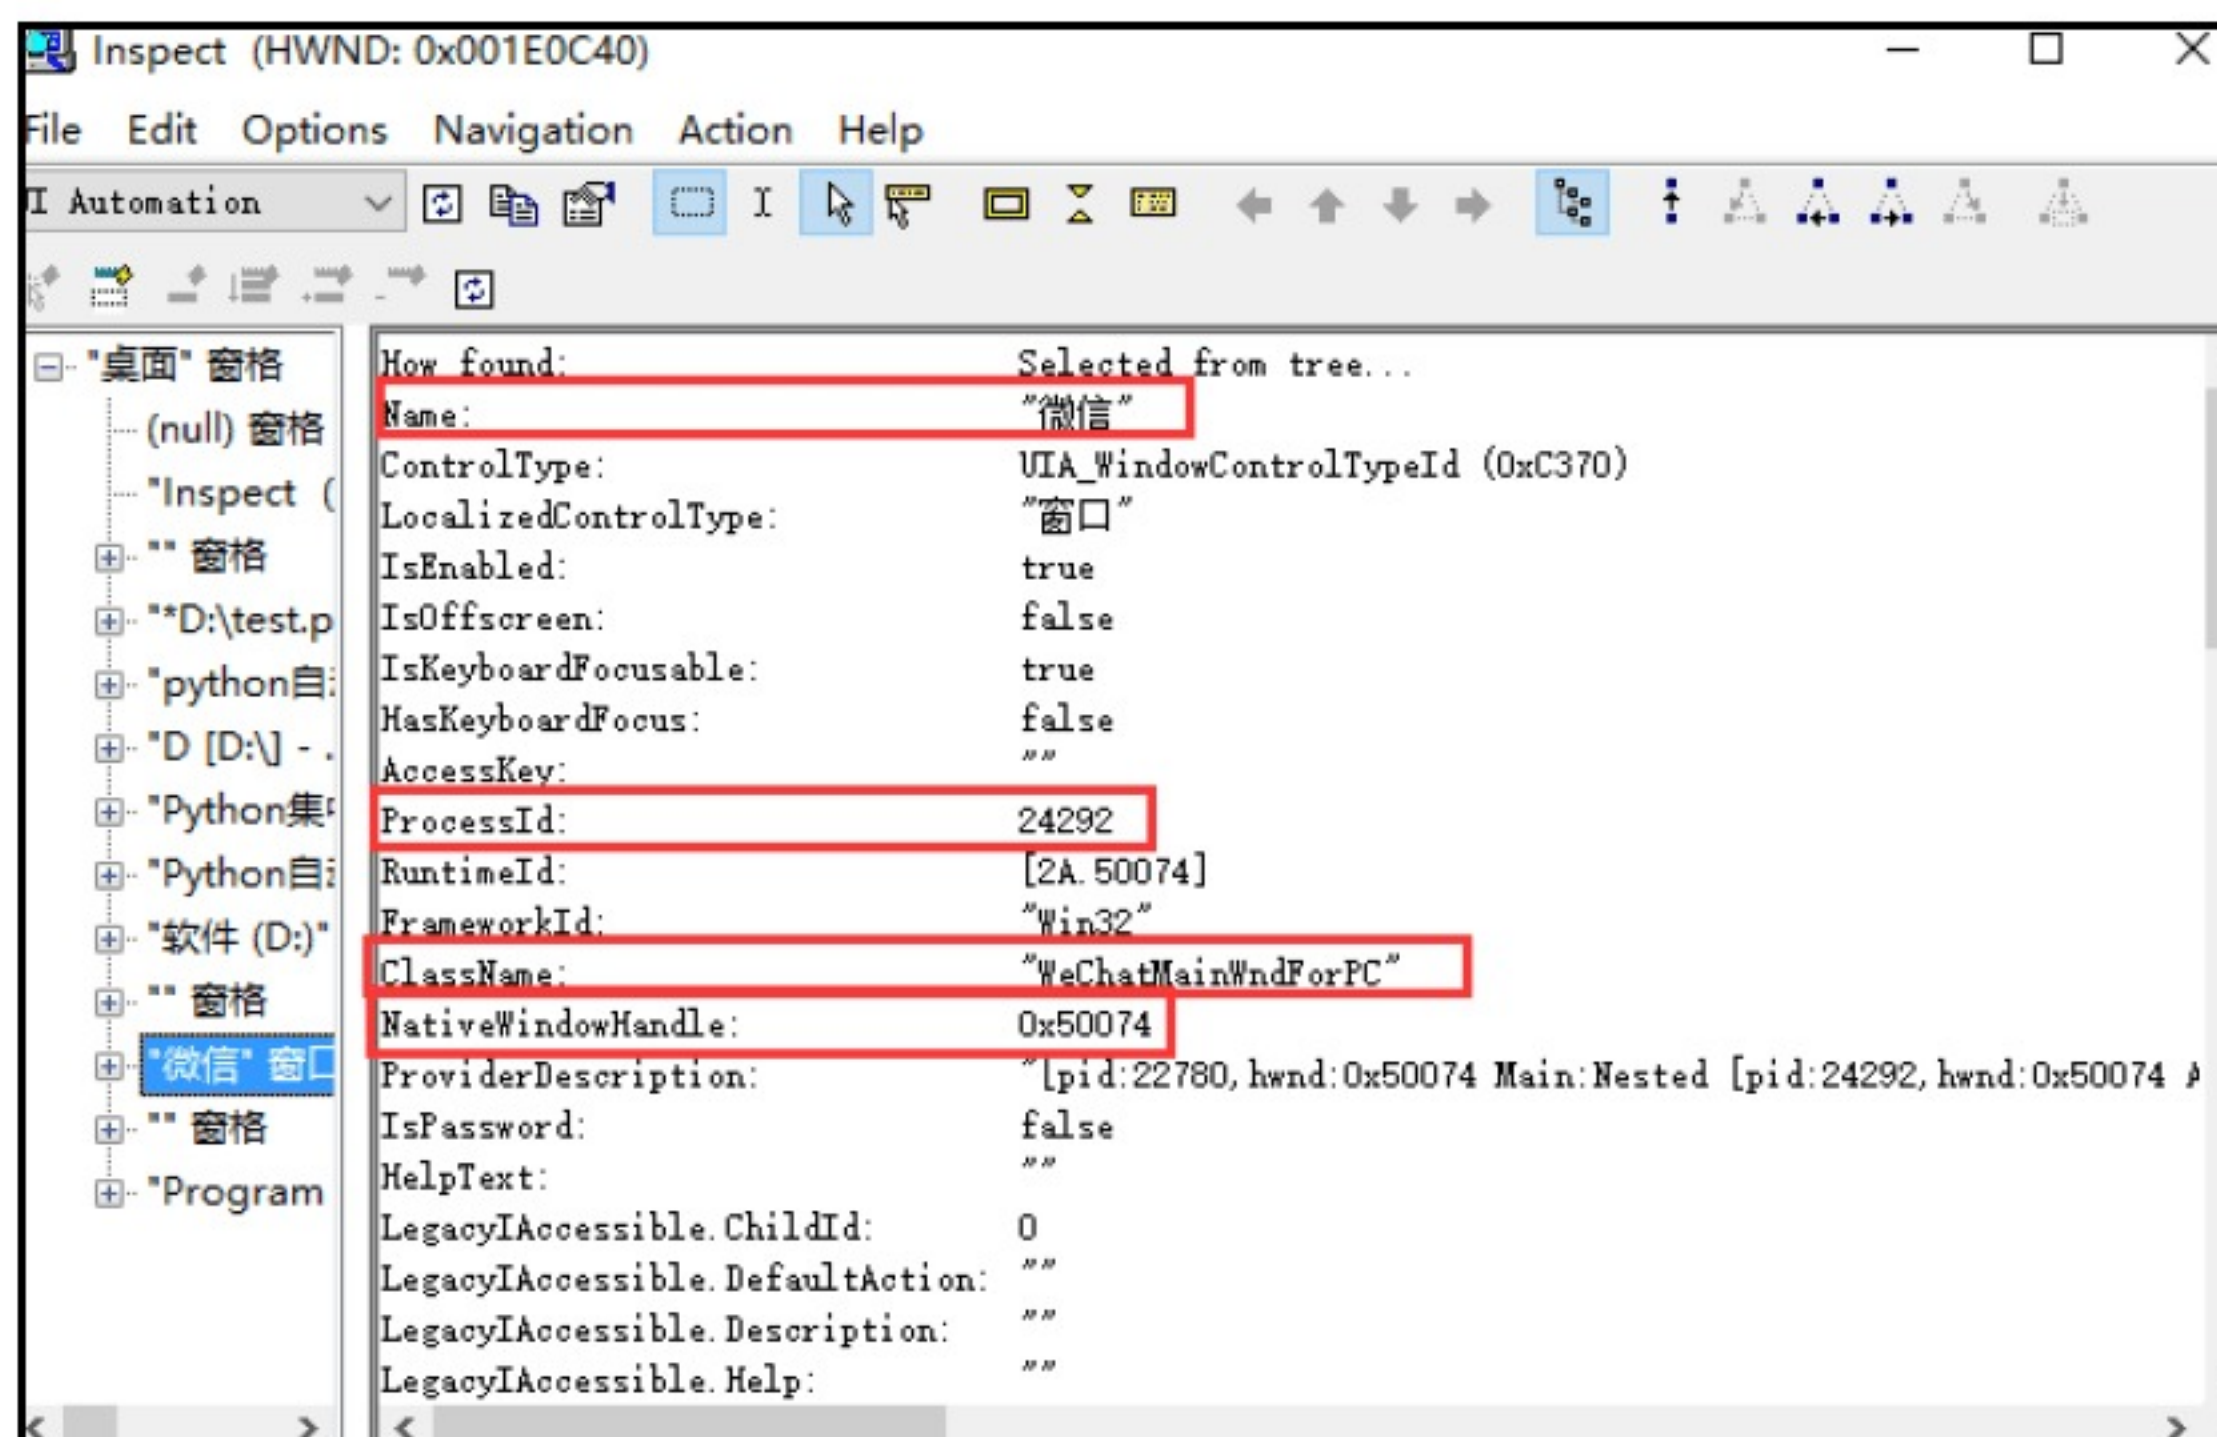 Inspect (HWND: 0x001E0C40)
File Edit Options Navigation Action Help
UI Automation
"桌面" 窗格
(null) 窗格
"Inspect (
"" 窗格
"*D:\test.p
"python自
"D [D:\] - .
"Python集
"Python自
"软件 (D:)"
"" 窗格
"微信" 窗口
"" 窗格
"Program
How found: Selected from tree...
Name: "微信"
ControlType: UIA_WindowControlTypeId (0xC370)
LocalizedControlType: "窗口"
IsEnabled: true
IsOffscreen: false
IsKeyboardFocusable: true
HasKeyboardFocus: false
AccessKey: ""
ProcessId: 24292
RuntimeId: [2A.50074]
FrameworkId: "Win32"
ClassName: "WeChatMainWndForPC"
NativeWindowHandle: 0x50074
ProviderDescription: "[pid:22780,hwnd:0x50074 Main:Nested [pid:24292,hwnd:0x50074 A
IsPassword: false
HelpText: ""
LegacyIAccessible.ChildId: 0
LegacyIAccessible.DefaultAction: ""
LegacyIAccessible.Description: ""
LegacyIAccessible.Help: ""